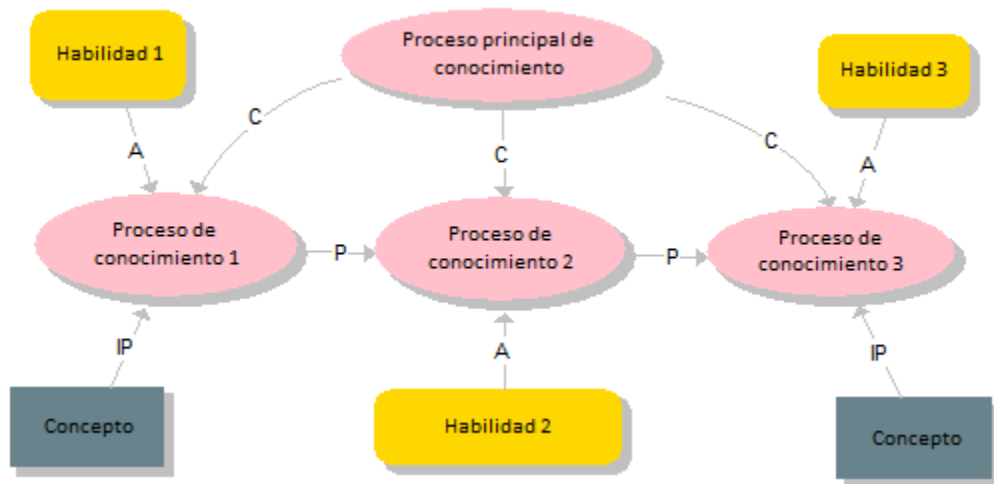 Habilidad 1
Proceso principal de
conocimiento
Habilidad 3
C
C
C
A
A
Proceso de
conocimiento 1
P
Proceso de
conocimiento 2
P
Proceso de
conocimiento 3
IP
A
IP
Concepto
Habilidad 2
Concepto